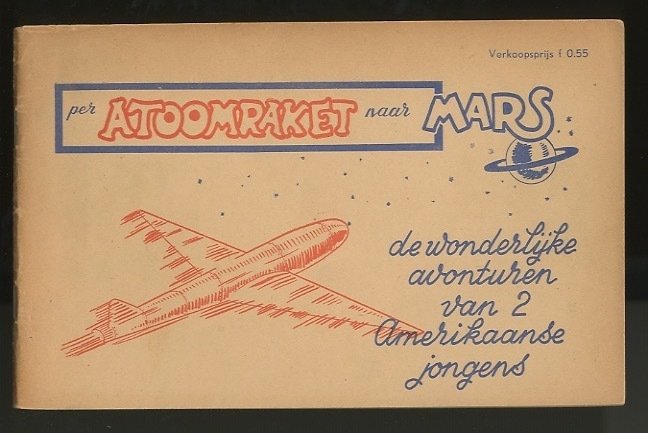 Verkoopsprijs f 0.55
per ATOOMRAKET naar MARS
de wonderlijke
avonturen
van 2
Amerikaanse
jongens